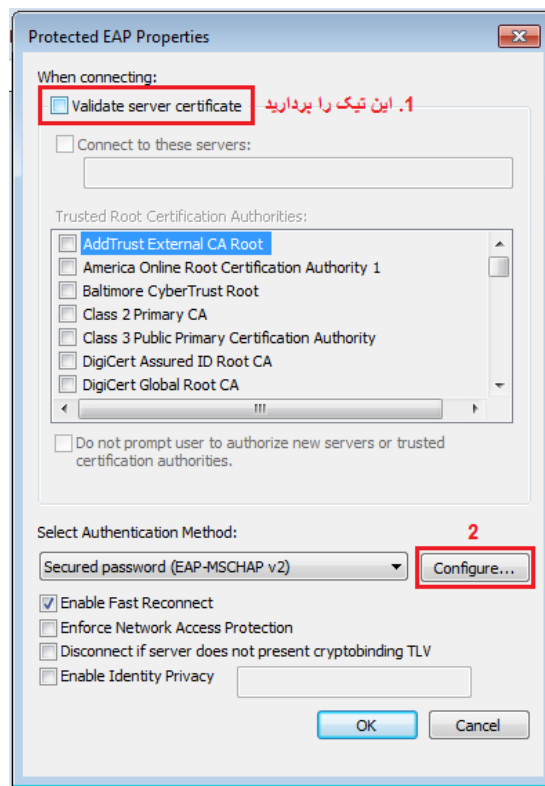 Protected EAP Properties
When connecting:
Validate server certificate
1. این تیک را بردارید
Connect to these servers:
Trusted Root Certification Authorities:
AddTrust External CA Root
America Online Root Certification Authority 1
Baltimore CyberTrust Root
Class 2 Primary CA
Class 3 Public Primary Certification Authority
DigiCert Assured ID Root CA
DigiCert Global Root CA
Do not prompt user to authorize new servers or trusted
certification authorities.
Select Authentication Method:
2
Secured password (EAP-MSCHAP v2)
Configure...
Enable Fast Reconnect
Enforce Network Access Protection
Disconnect if server does not present cryptobinding TLV
Enable Identity Privacy
OK
Cancel